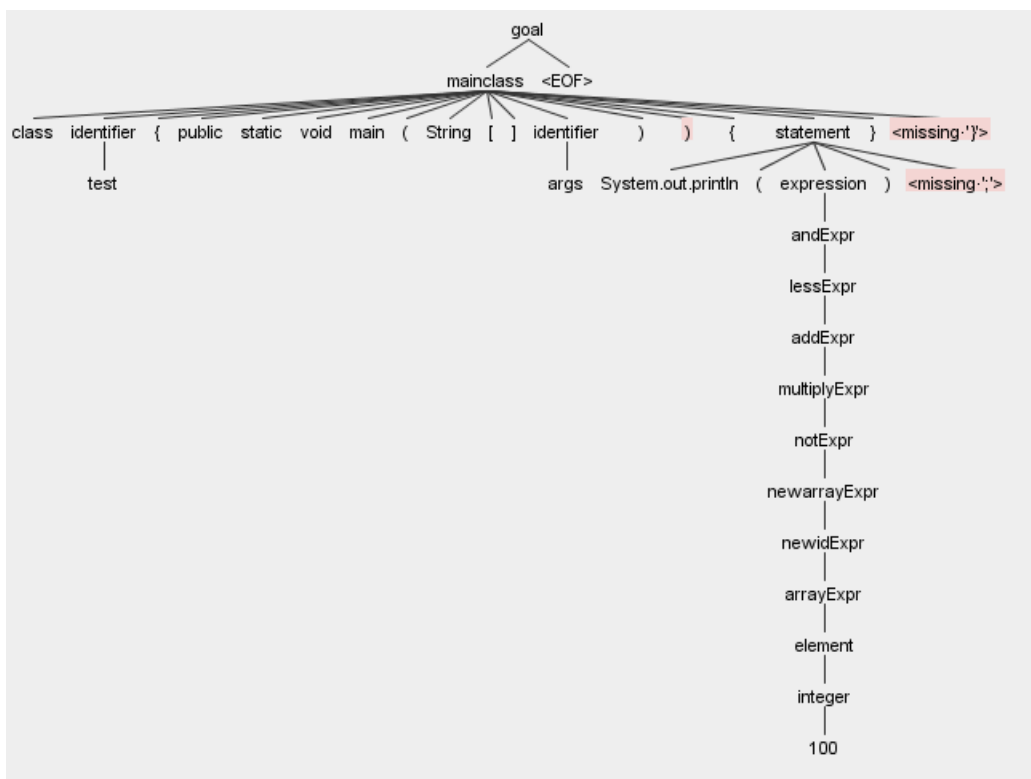 goal
mainclass <EOF>
class identifier { public static void main ( String [ ] identifier ) ) { statement } <missing·'}'>
test args System.out.println ( expression ) <missing·';'>
andExpr
lessExpr
addExpr
multiplyExpr
notExpr
newarrayExpr
newidExpr
arrayExpr
element
integer
100